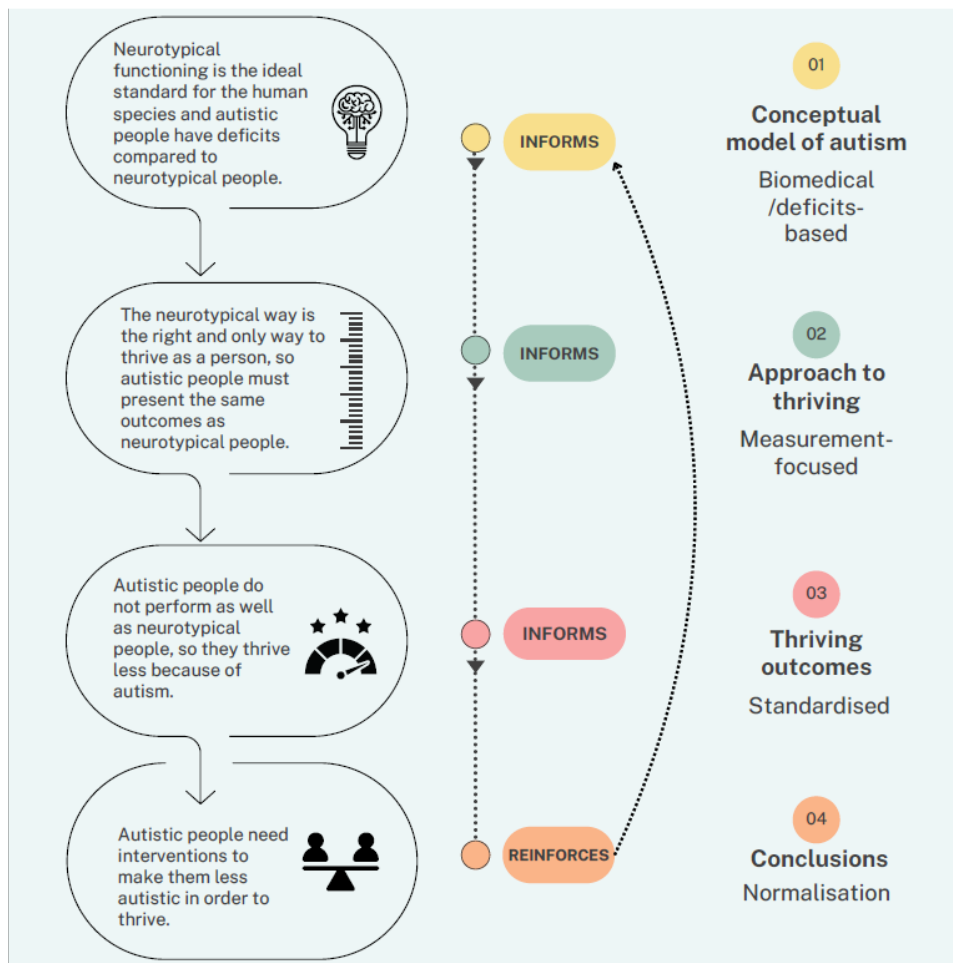 Neurotypical
functioning is the ideal
standard for the human
species and autistic
people have deficits
compared to
neurotypical people.
INFORMS
01
Conceptual
model of autism
Biomedical
/deficits-
based
The neurotypical way is
the right and only way to
thrive as a person, so
autistic people must
present the same
outcomes as
neurotypical people.
INFORMS
02
Approach to
thriving
Measurement-
focused
Autistic people do
not perform as well
as neurotypical
people, so they thrive
less because of
autism.
INFORMS
03
Thriving
outcomes
Standardised
Autistic people need
interventions to
make them less
autistic in order to
thrive.
REINFORCES
04
Conclusions
Normalisation